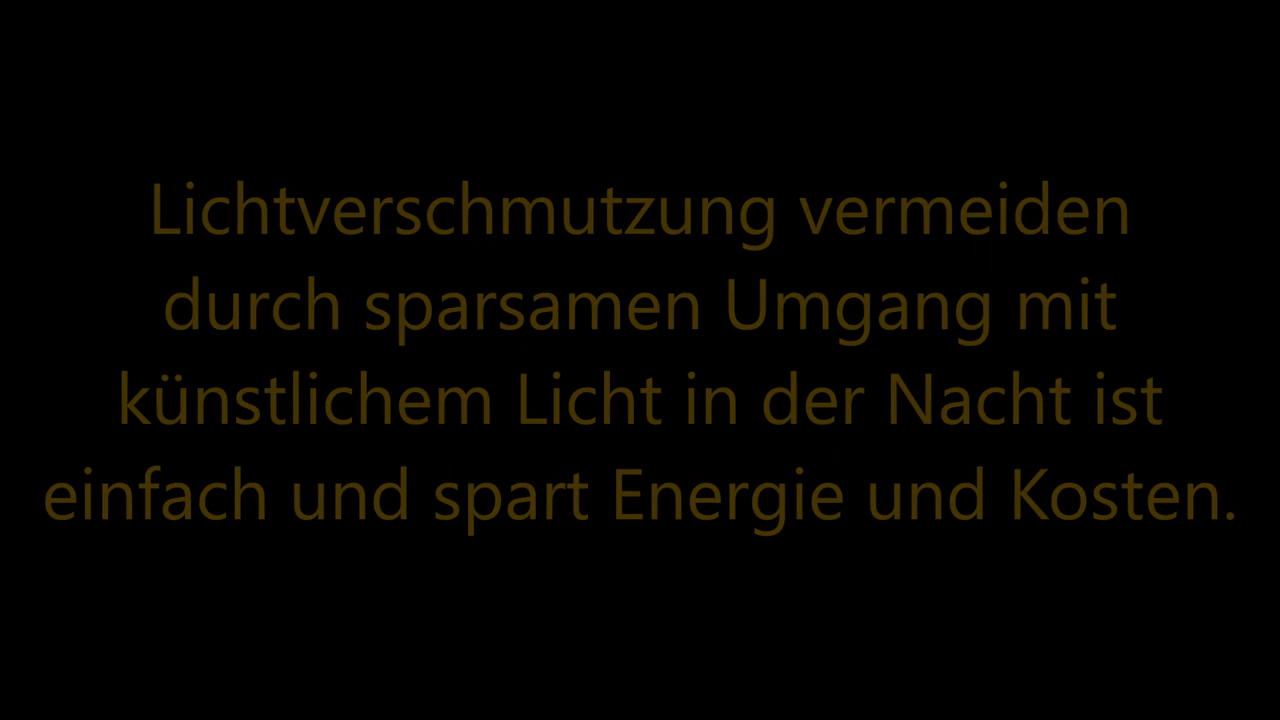 Lichtverschmutzung vermeiden
durch sparsamen Umgang mit
künstlichem Licht in der Nacht ist
einfach und spart Energie und Kosten.